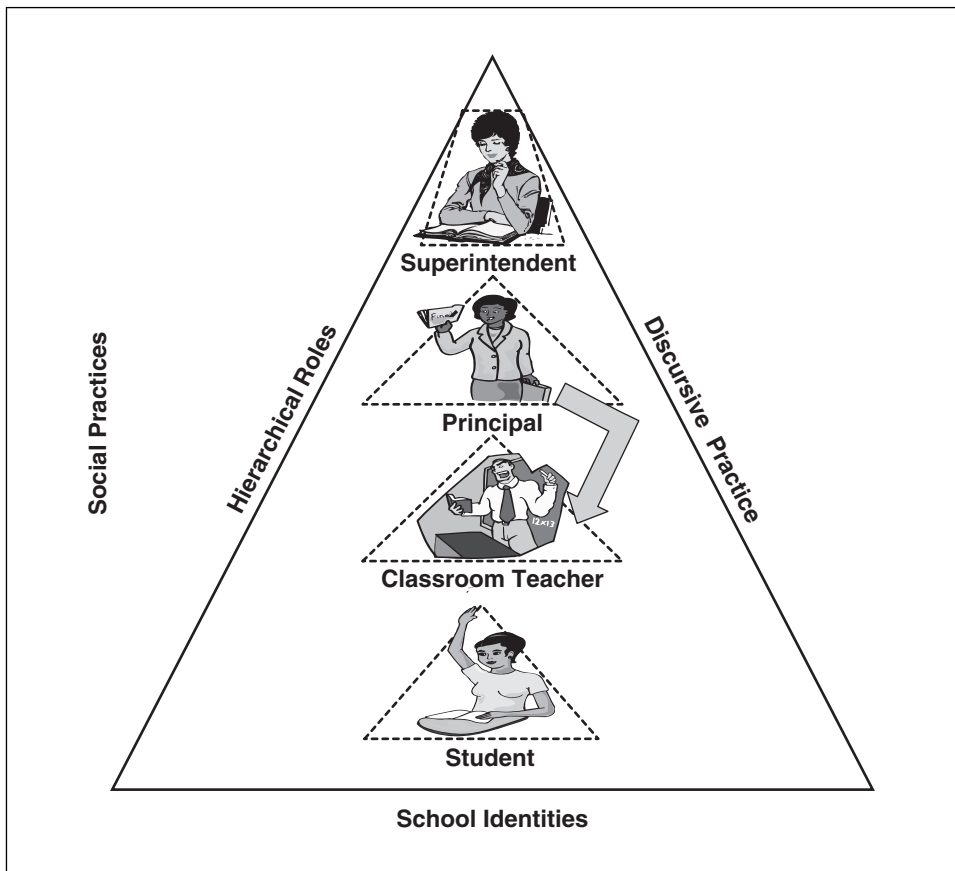 Superintendent
Social Practices
Hierarchical Roles
Discursive Practice
Principal
12x13
Classroom Teacher
Student
School Identities